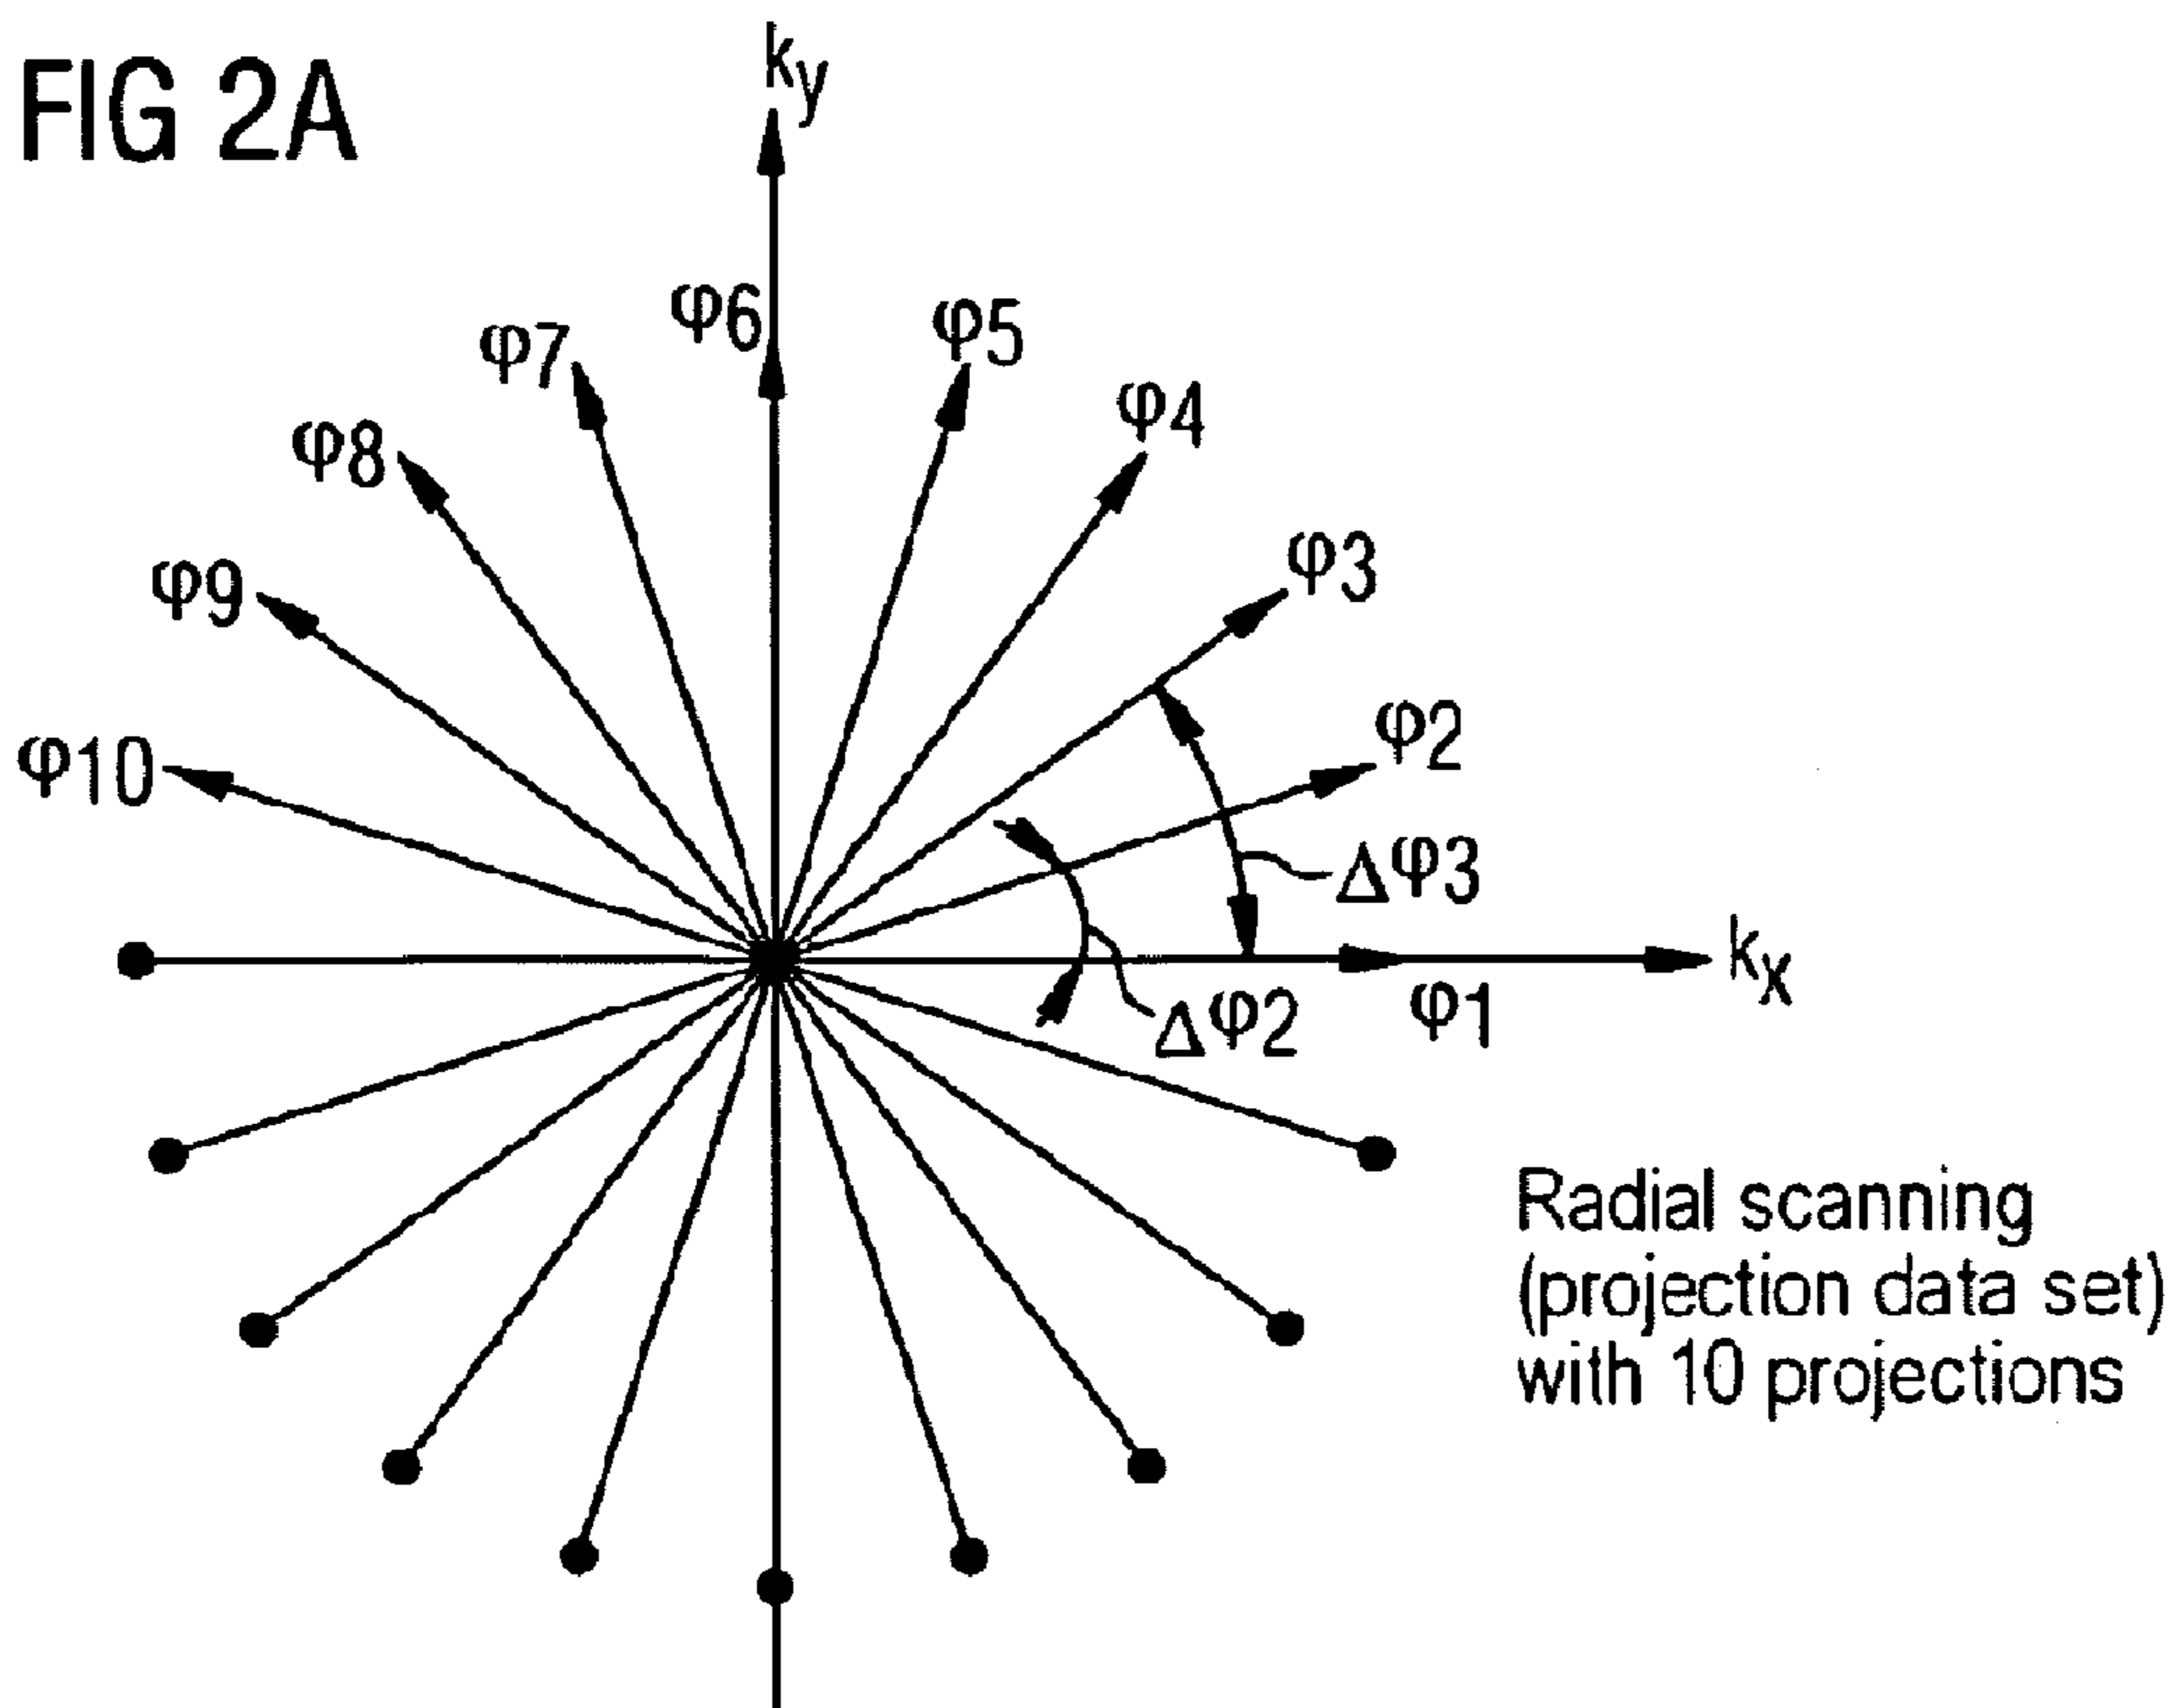 FIG 2A
ky
φ6
φ5
φ7
φ4
φ8
φ3
φ9
φ2
φ10
Δφ3
kx
φ1
Δφ2
Radial scanning
(projection data set)
with 10 projections